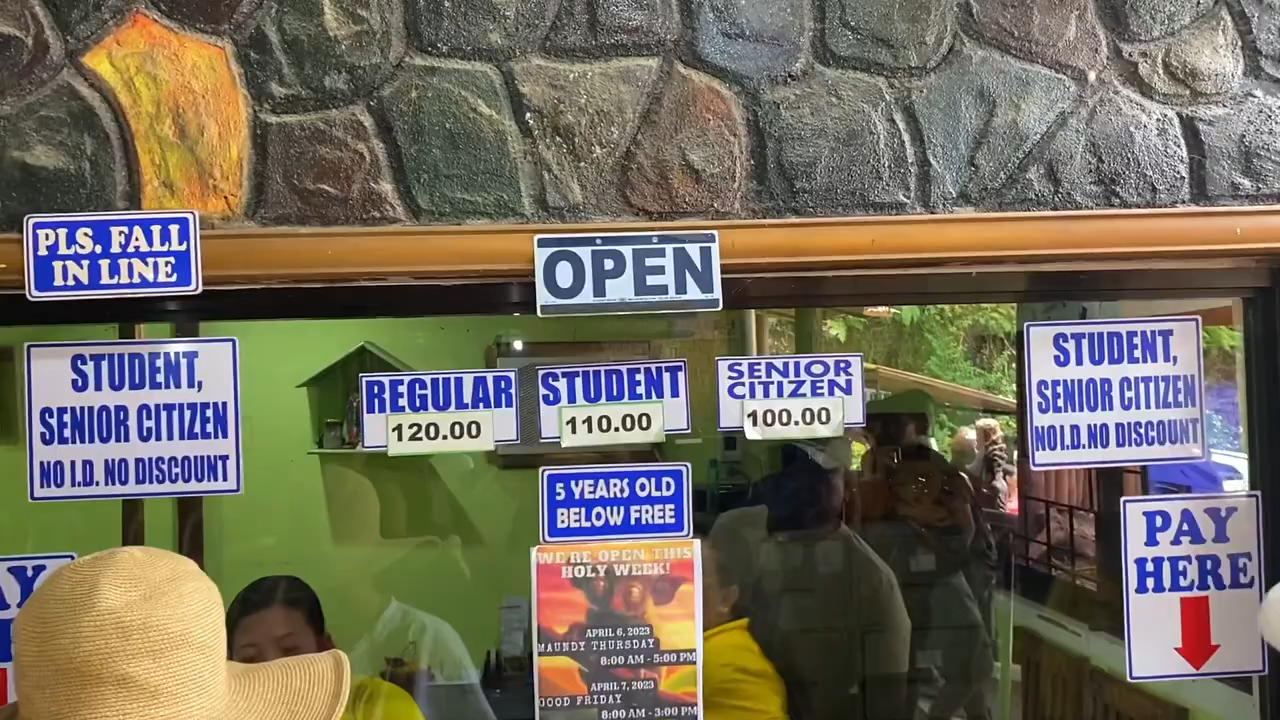 PLS. FALL
IN LINE
OPEN
STUDENT,
SENIOR CITIZEN
NO I.D. NO DISCOUNT
REGULAR
120.00
STUDENT
110.00
SENIOR
CITIZEN
100.00
STUDENT,
SENIOR CITIZEN
NO I.D. NO DISCOUNT
5 YEARS OLD
BELOW FREE
PAY
HERE
WE'RE OPEN THIS
HOLY WEEK!
APRIL 6, 2023
MAUNDY THURSDAY
8:00 AM - 5:00 PM
APRIL 7, 2023
GOOD FRIDAY
8:00 AM - 3:00 PM